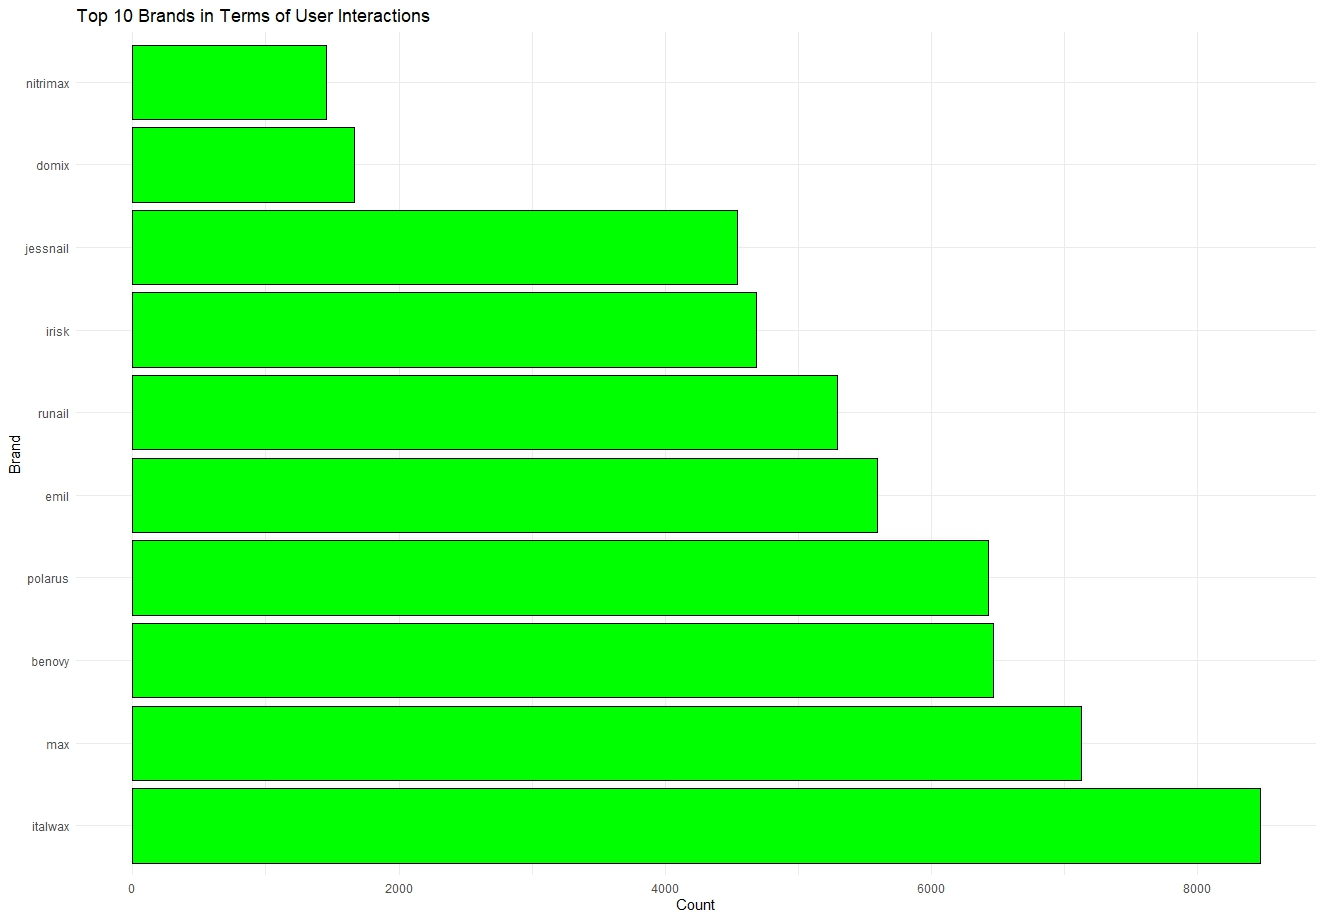 Top 10 Brands in Terms of User Interactions
nitrimax
domix
jessnail
irisk
runail
emil
polarus
benovy
max
italwax
Brand
0 2000 4000 6000 8000
Count